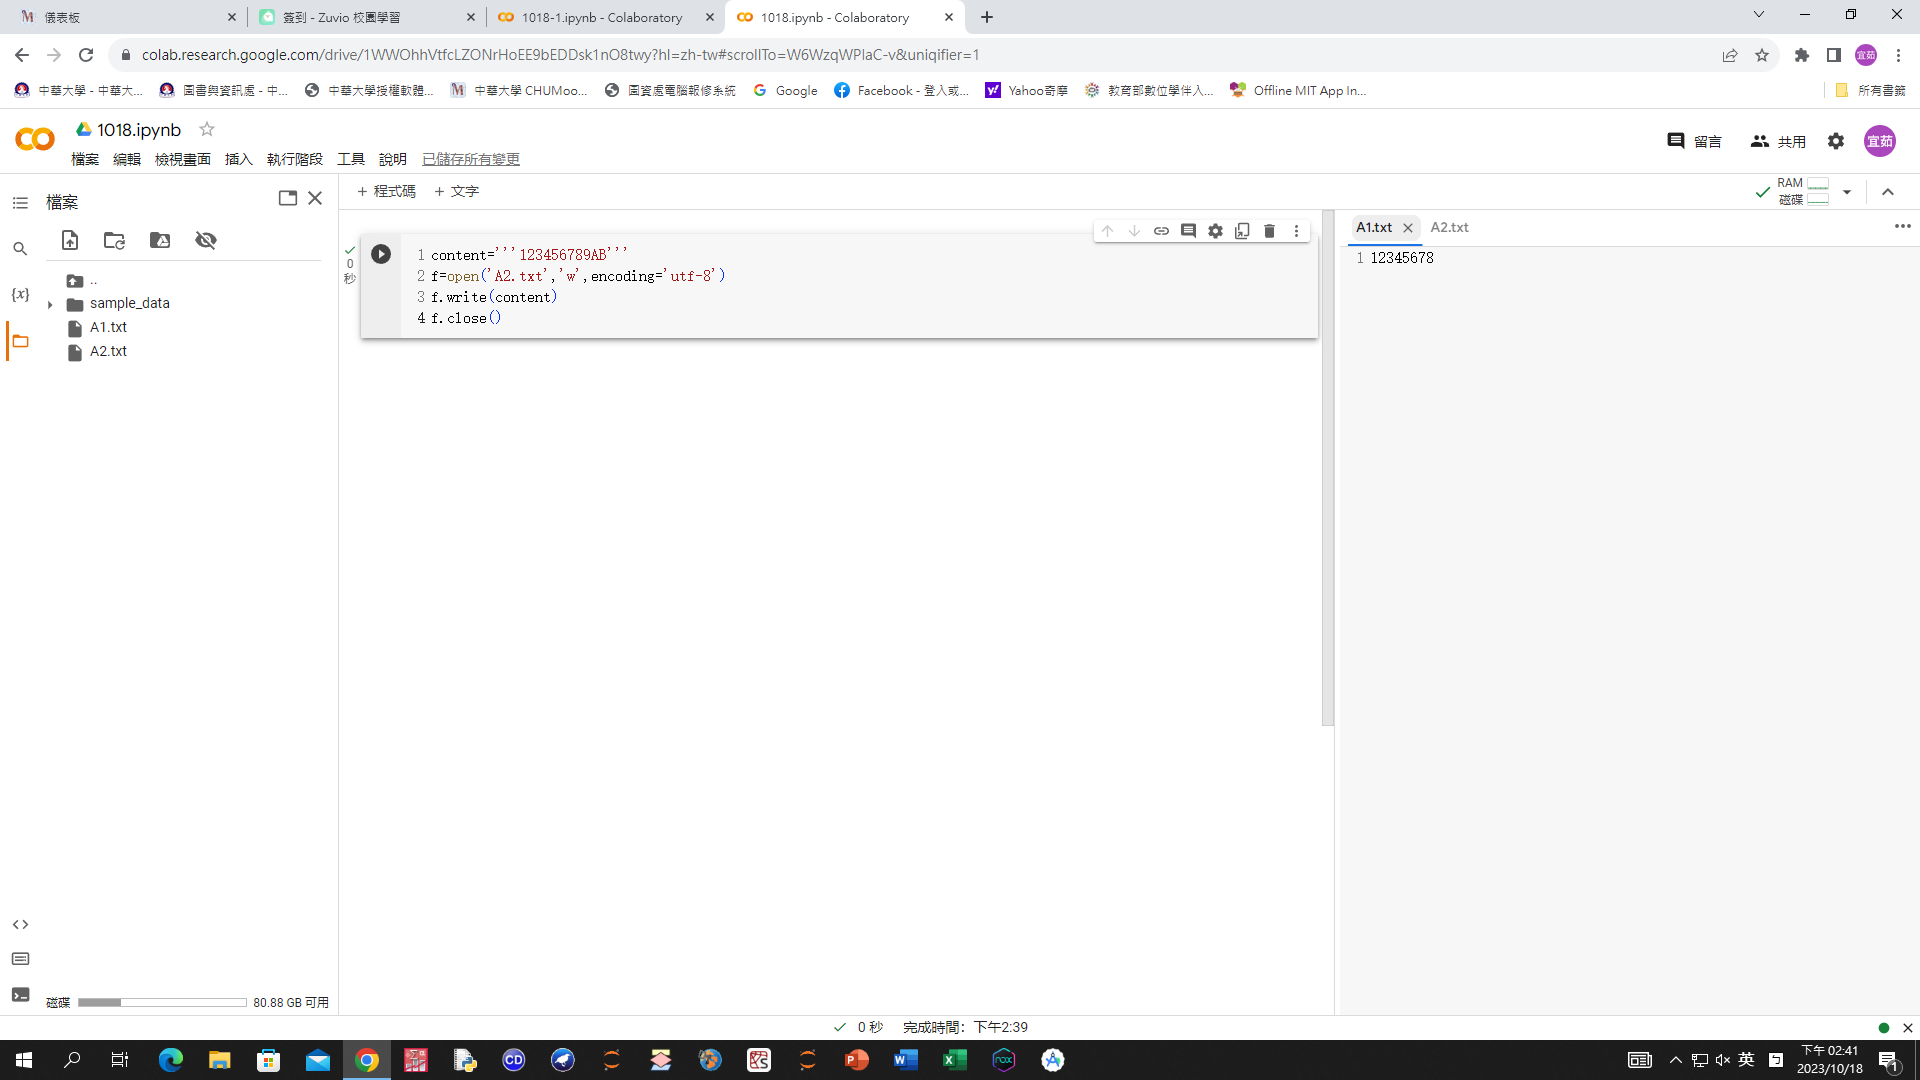 儀表板
簽到 - Zuvio 校園學習
1018-1.ipynb - Colaboratory
1018.ipynb - Colaboratory
colab.research.google.com/drive/1WWOhhVtfcLZONrHoEE9bEDDsk1nO8twy?hl=zh-tw#scrollTo=W6WzqWPlaC-v&uniqifier=1
宜茹
中華大學 - 中華大...
圖書與資訊處 - 中...
中華大學授權軟體...
中華大學 CHUMoo...
圖資處電腦報修系統
Google
Facebook - 登入或...
Yahoo奇摩
教育部數位學伴入...
Offline MIT App In...
所有書籤
1018.ipynb
檔案 編輯 檢視畫面 插入 執行階段 工具 說明 已儲存所有變更
留言
共用
宜茹
檔案
+ 程式碼 + 文字
RAM
磁碟
..
sample_data
A1.txt
A2.txt
{x}
0
秒
1 content='''123456789AB'''
2 f=open('A2.txt','w',encoding='utf-8')
3 f.write(content)
4 f.close()
A1.txt
A2.txt
1 12345678
磁碟
80.88 GB 可用
0 秒 完成時間：下午2:39
英
下午 02:41
2023/10/18
1